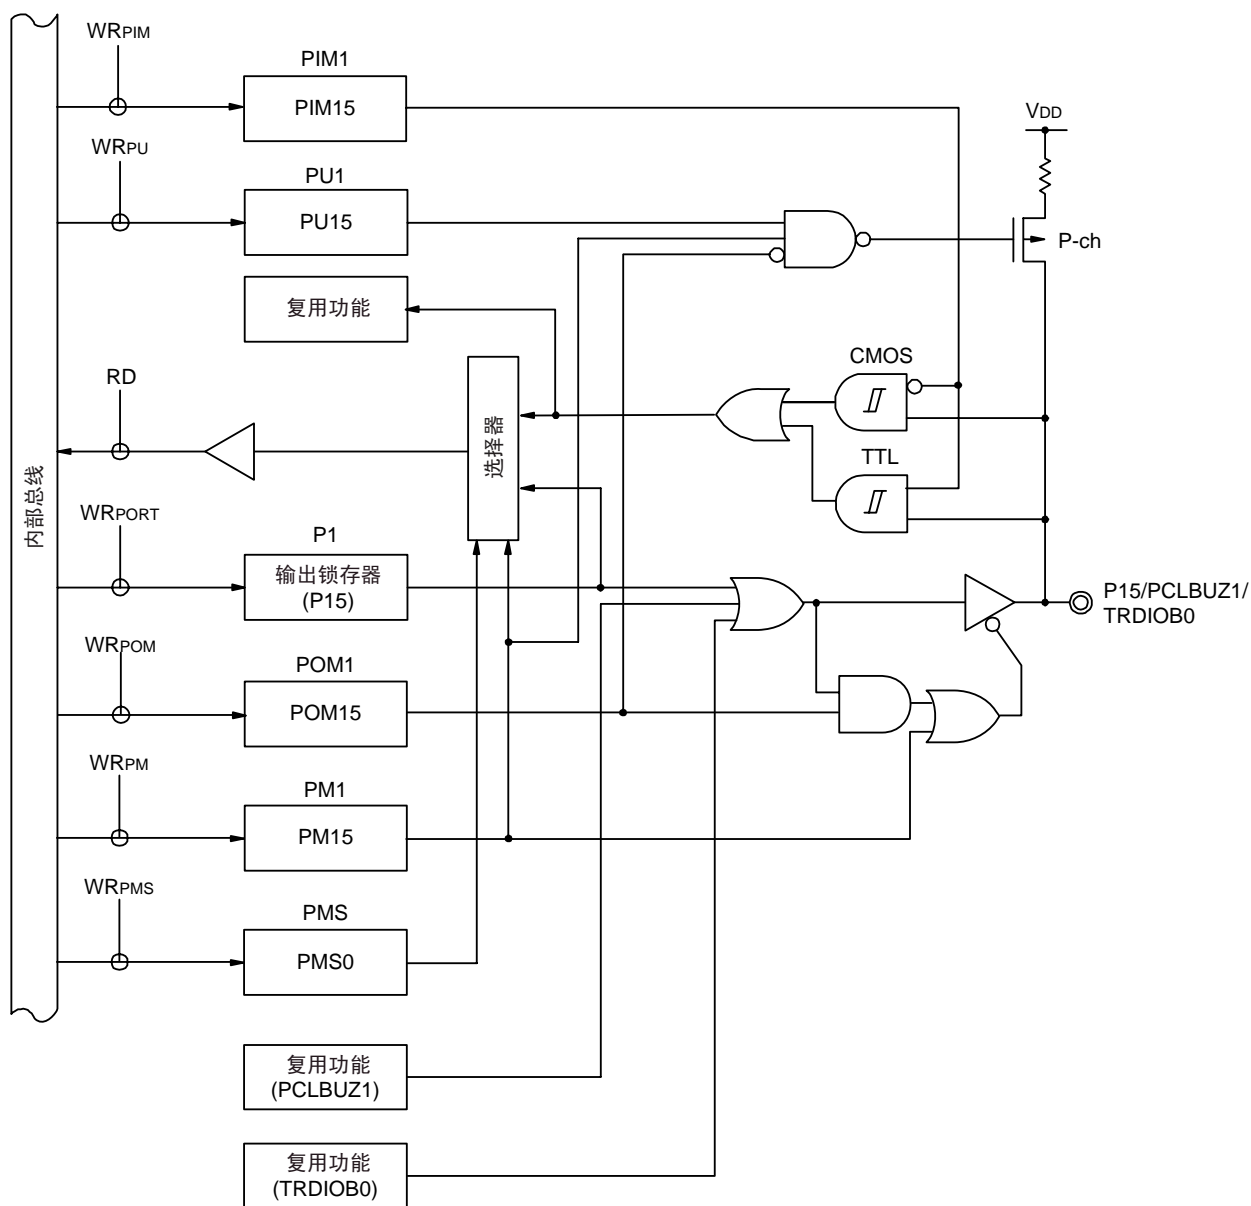 WRPIM
PIM1
PIM15
VDD
WRPU
PU1
PU15
P-ch
复用功能
CMOS
RD
选择器
TTL
内部总线
WRPORT
P1
输出锁存器
(P15)
P15/PCLBUZ1/
TRDIOB0
WRPOM
POM1
POM15
WRPM
PM1
PM15
WRPMS
PMS
PMS0
复用功能
(PCLBUZ1)
复用功能
(TRDIOB0)